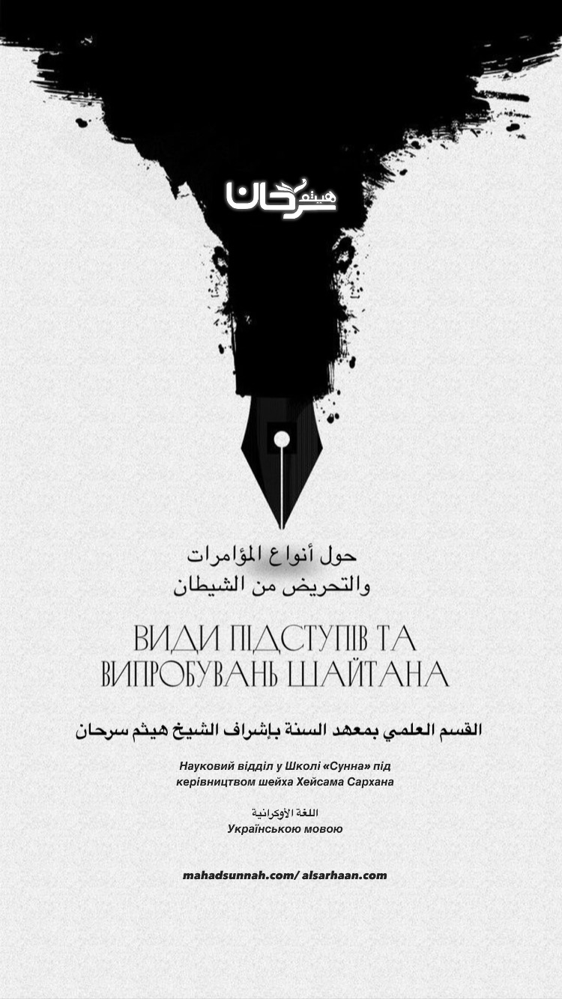 هيثم
سرحان
حول أنواع المؤامرات
والتحريض من الشيطان
ВИДИ ПІДСТУПІВ ТА
ВИПРОБУВАНЬ ШАЙТАНА
القسم العلمي بمعهد السنة بإشراف الشيخ هيثم سرحان
Науковий відділ у Школі «Сунна» під
керівництвом шейха Хейсама Сархана
اللغة الأوكرانية
Українською мовою
mahadsunnah.com/ alsarhaan.com